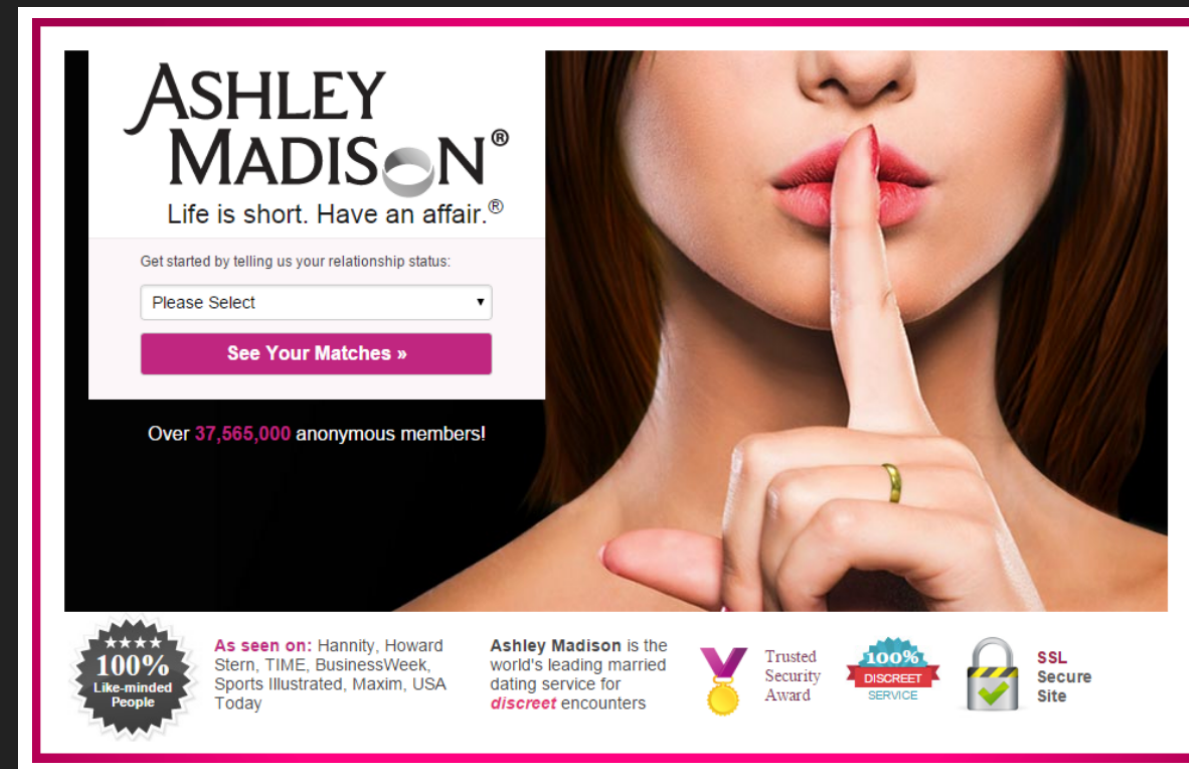 ASHLEY
MADISON®
Life is short. Have an affair.®
Get started by telling us your relationship status:
Please Select
See Your Matches »
Over 37,565,000 anonymous members!
100%
Like-minded
People
As seen on: Hannity, Howard
Stern, TIME, BusinessWeek,
Sports Illustrated, Maxim, USA
Today
Ashley Madison is the
world's leading married
dating service for
discreet encounters
Trusted
Security
Award
100%
DISCREET
SERVICE
SSL
Secure
Site